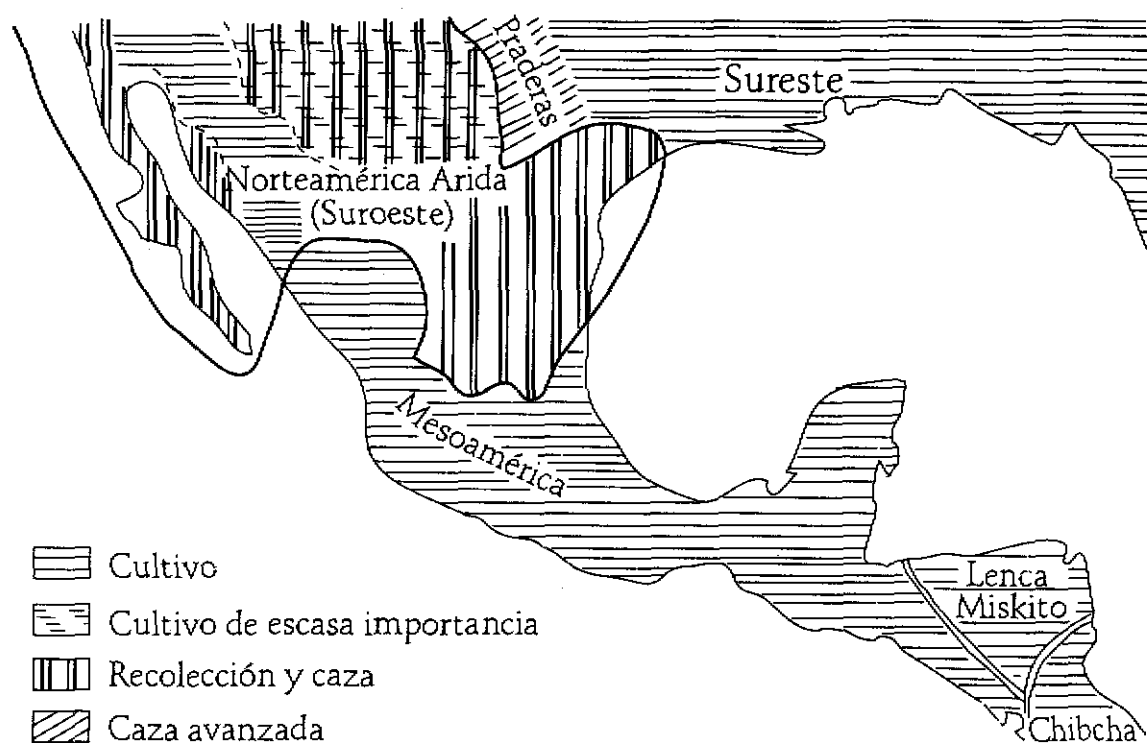 Praderas
Sureste
Norteamérica Arida
(Suroeste)
Mesoamérica
Lenca
Miskito
Chibcha
Cultivo
Cultivo de escasa importancia
Recolección y caza
Caza avanzada